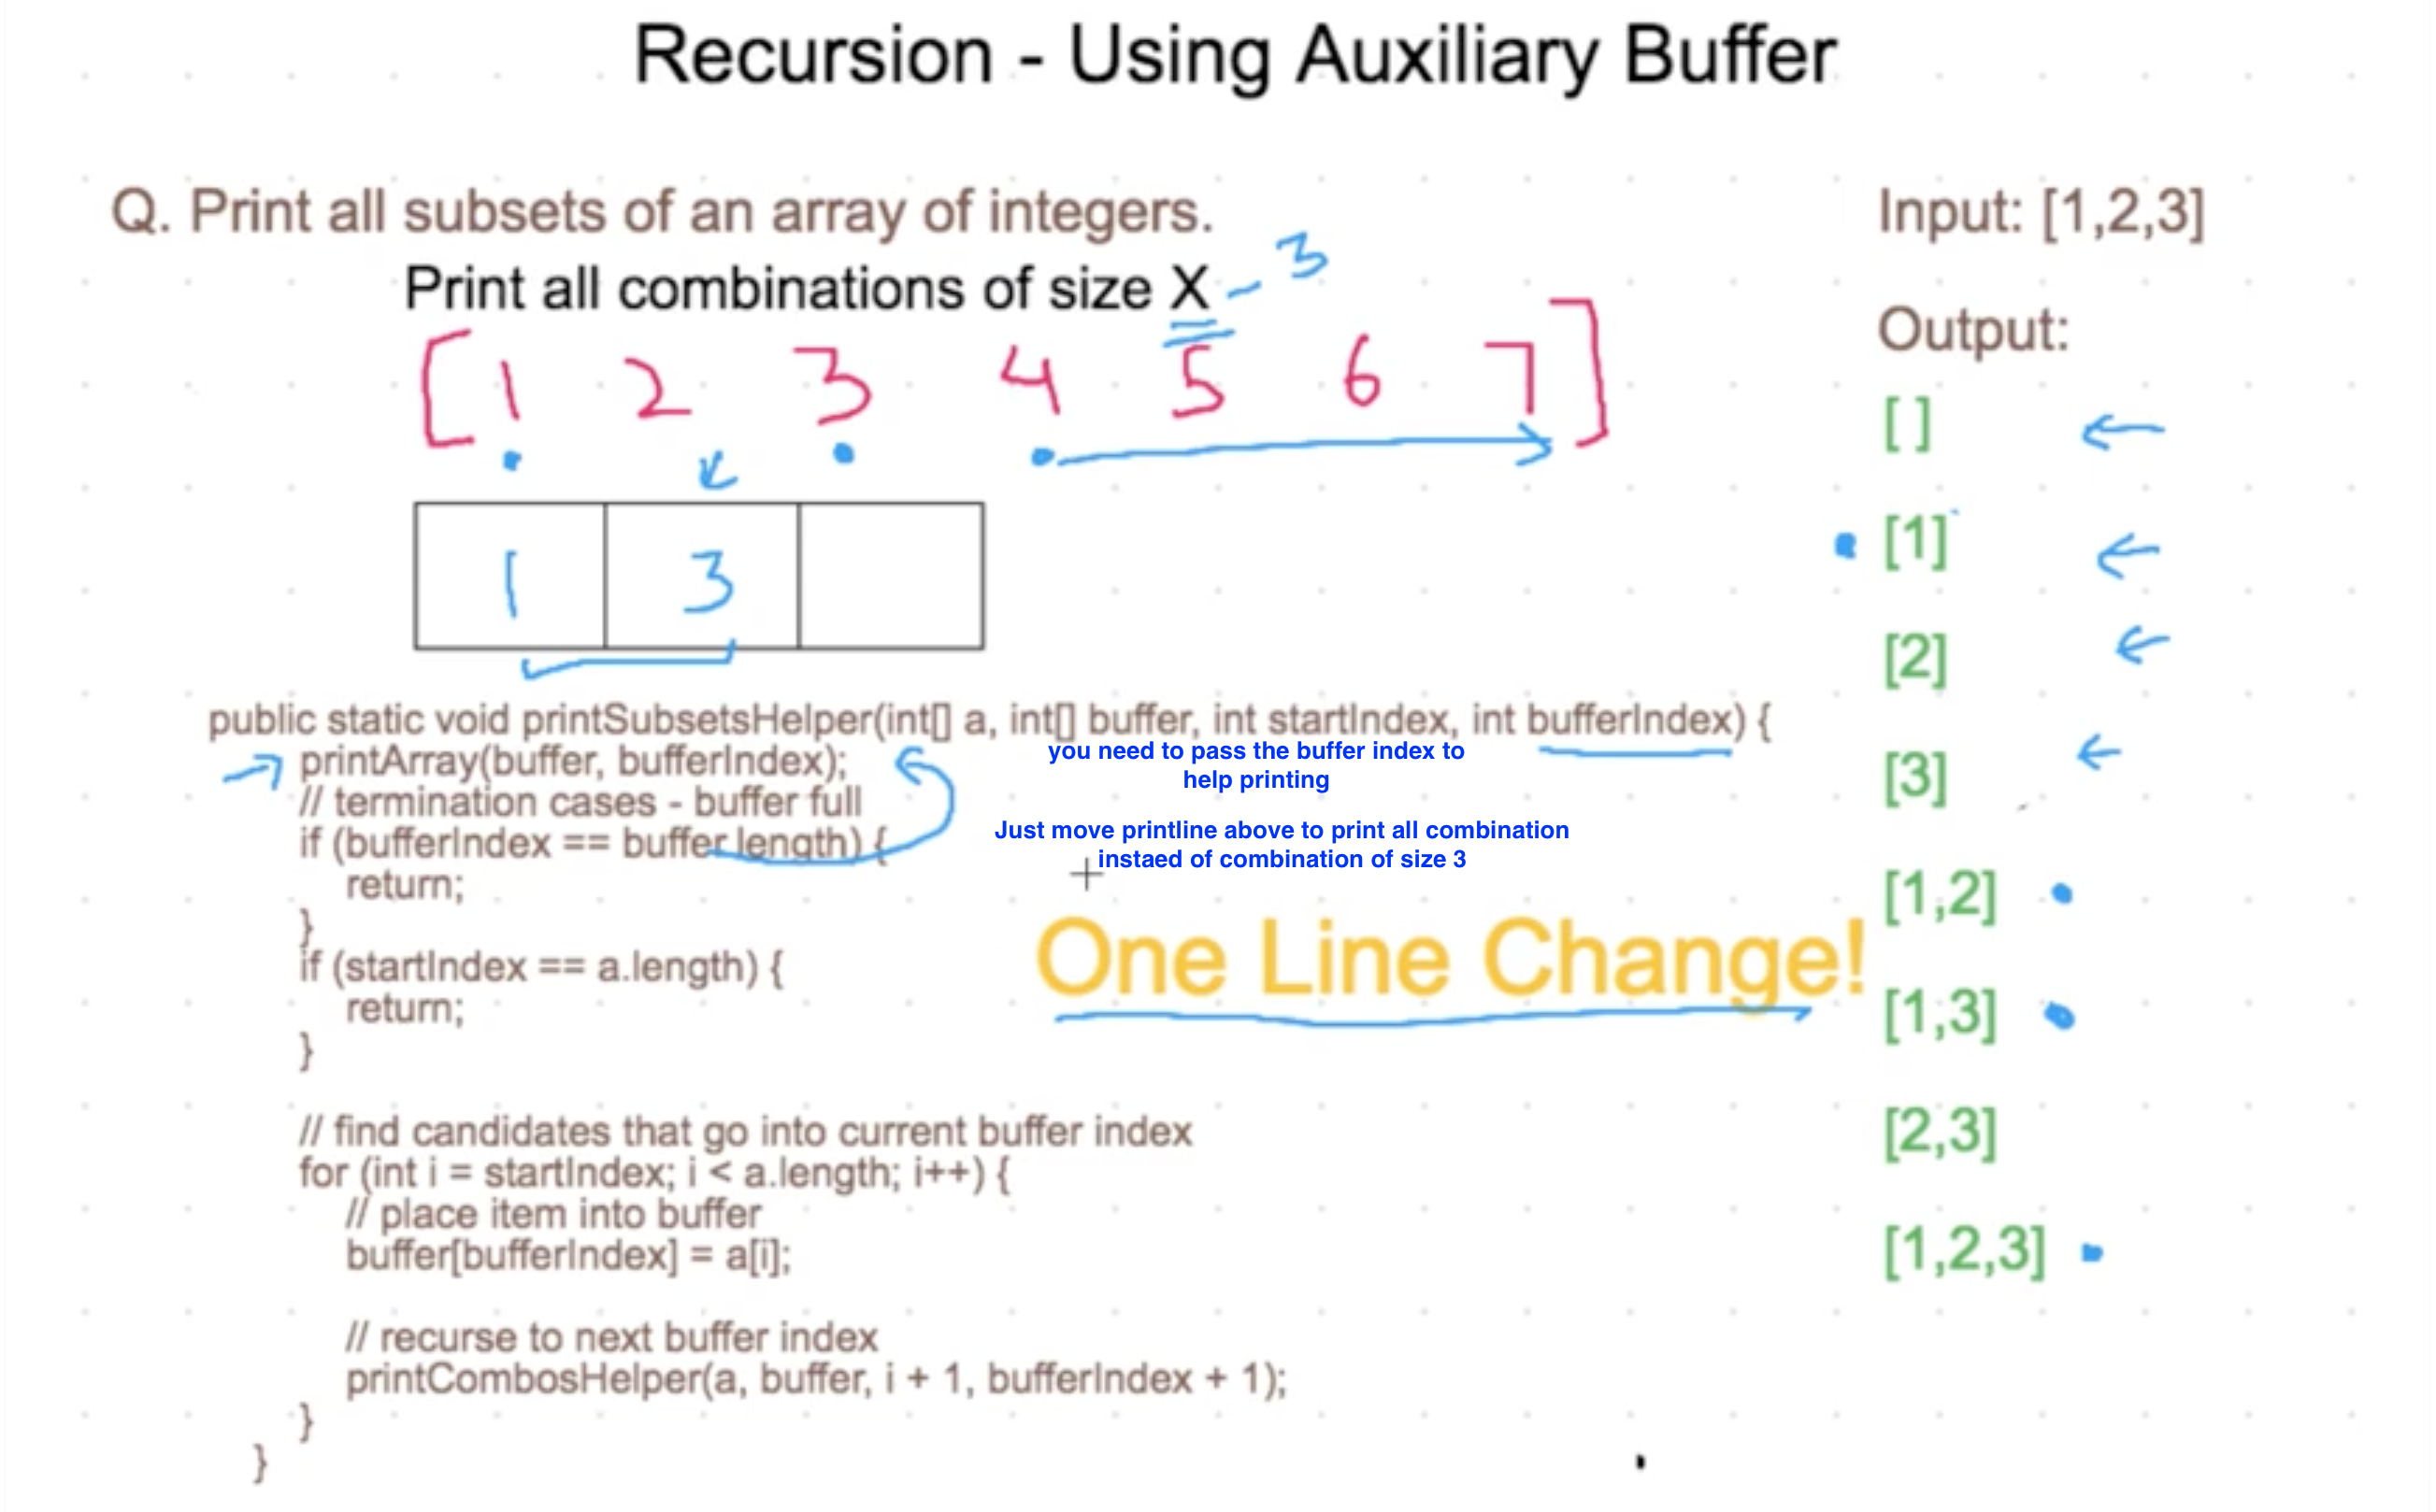 Recursion - Using Auxiliary Buffer
Q. Print all subsets of an array of integers.
Print all combinations of size X - 3
[1 2 3 4 5 6 7]
1 3
public static void printSubsetsHelper(int[] a, int[] buffer, int startIndex, int bufferIndex) {
printArray(buffer, bufferIndex);
// termination cases - buffer full
if (bufferIndex == buffer.length) {
return;
}
if (startIndex == a.length) {
return;
}
// find candidates that go into current buffer index
for (int i = startIndex; i < a.length; i++) {
// place item into buffer
buffer[bufferIndex] = a[i];
// recurse to next buffer index
printCombosHelper(a, buffer, i + 1, bufferIndex + 1);
}
}
you need to pass the buffer index to
help printing
Just move printline above to print all combination
instaed of combination of size 3
One Line Change!
Input: [1,2,3]
Output:
[ ]
[1]
[2]
[3]
[1,2]
[1,3]
[2,3]
[1,2,3]